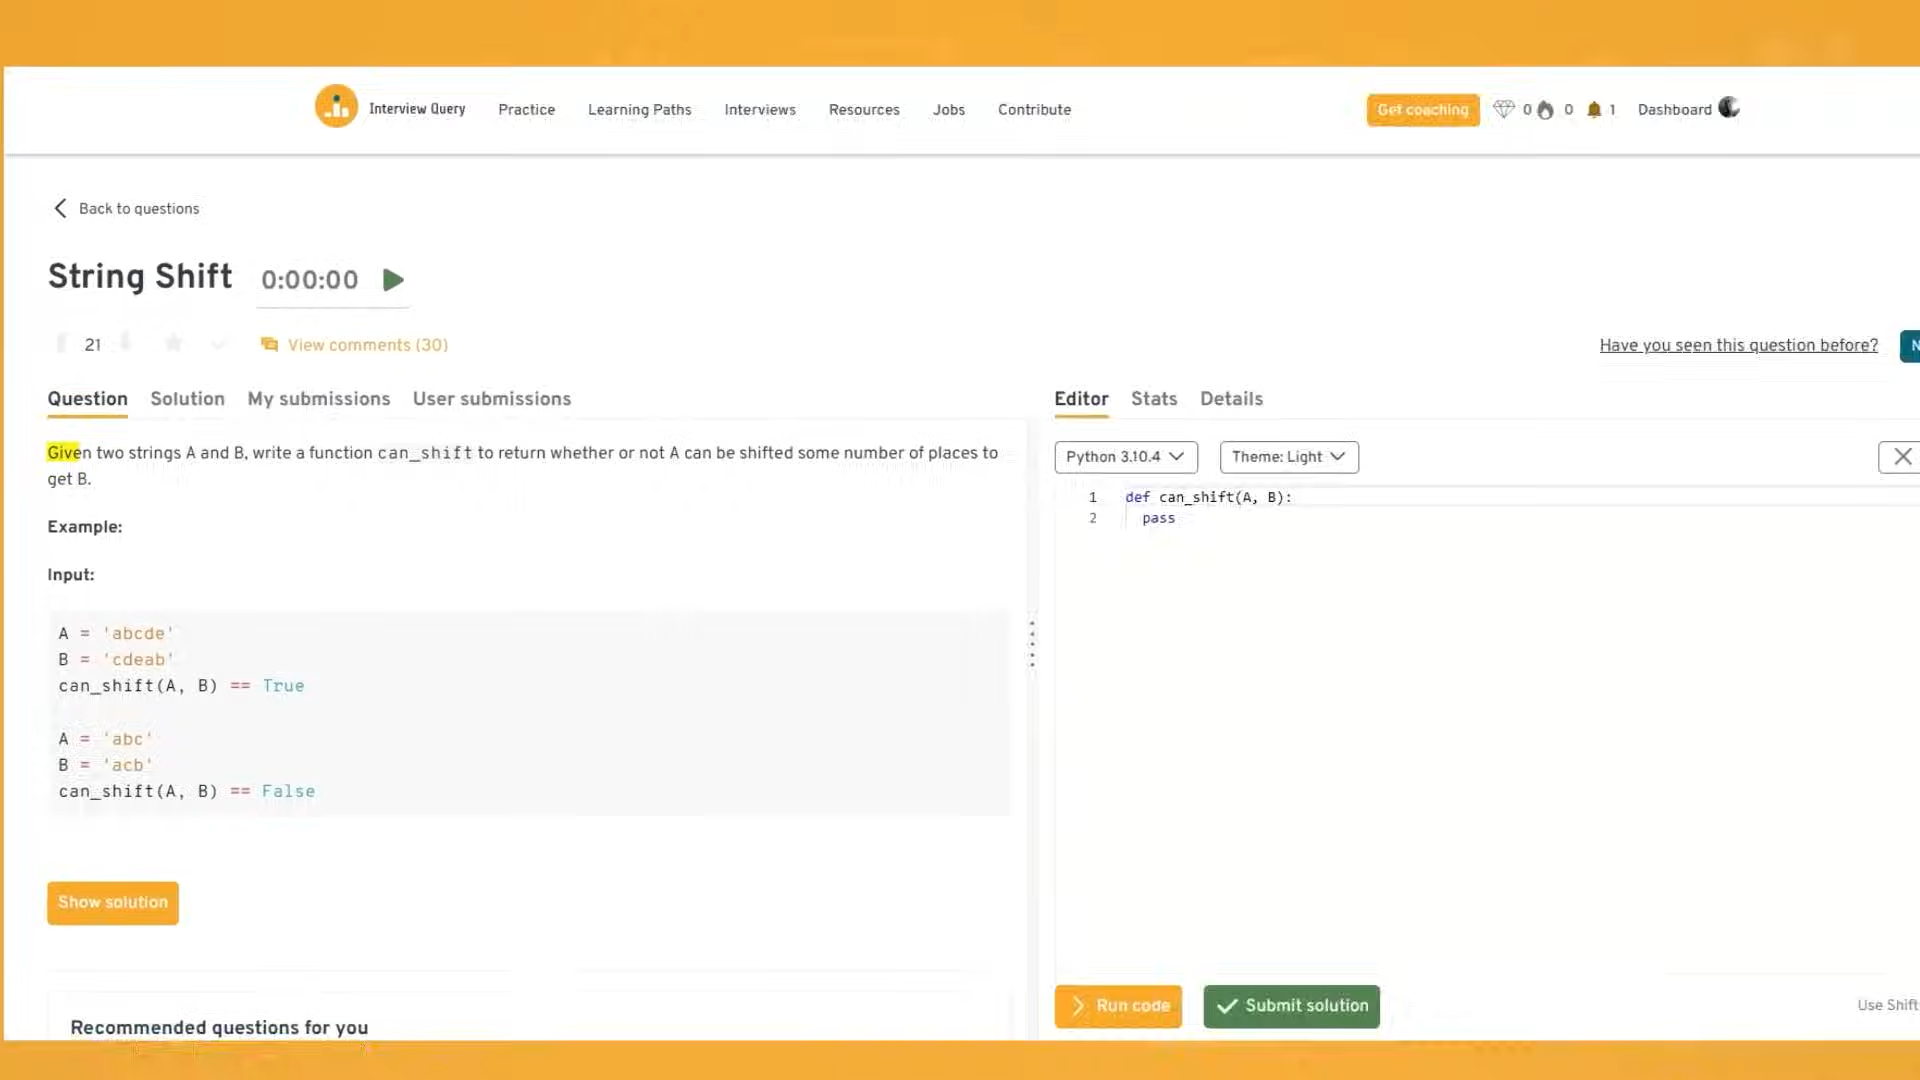 Interview Query Practice Learning Paths Interviews Resources Jobs Contribute Get coaching 0 0 1 Dashboard
Back to questions
String Shift 0:00:00
21 View comments (30) Have you seen this question before? N
Question Solution My submissions User submissions
Given two strings A and B, write a function can_shift to return whether or not A can be shifted some number of places to
get B.
Example:
Input:
A = 'abcde'
B = 'cdeab'
can_shift(A, B) == True
A = 'abc'
B = 'acb'
can_shift(A, B) == False
Show solution
Recommended questions for you
Editor Stats Details
Python 3.10.4 Theme: Light
1 def can_shift(A, B):
2 pass
Run code Submit solution Use Shift